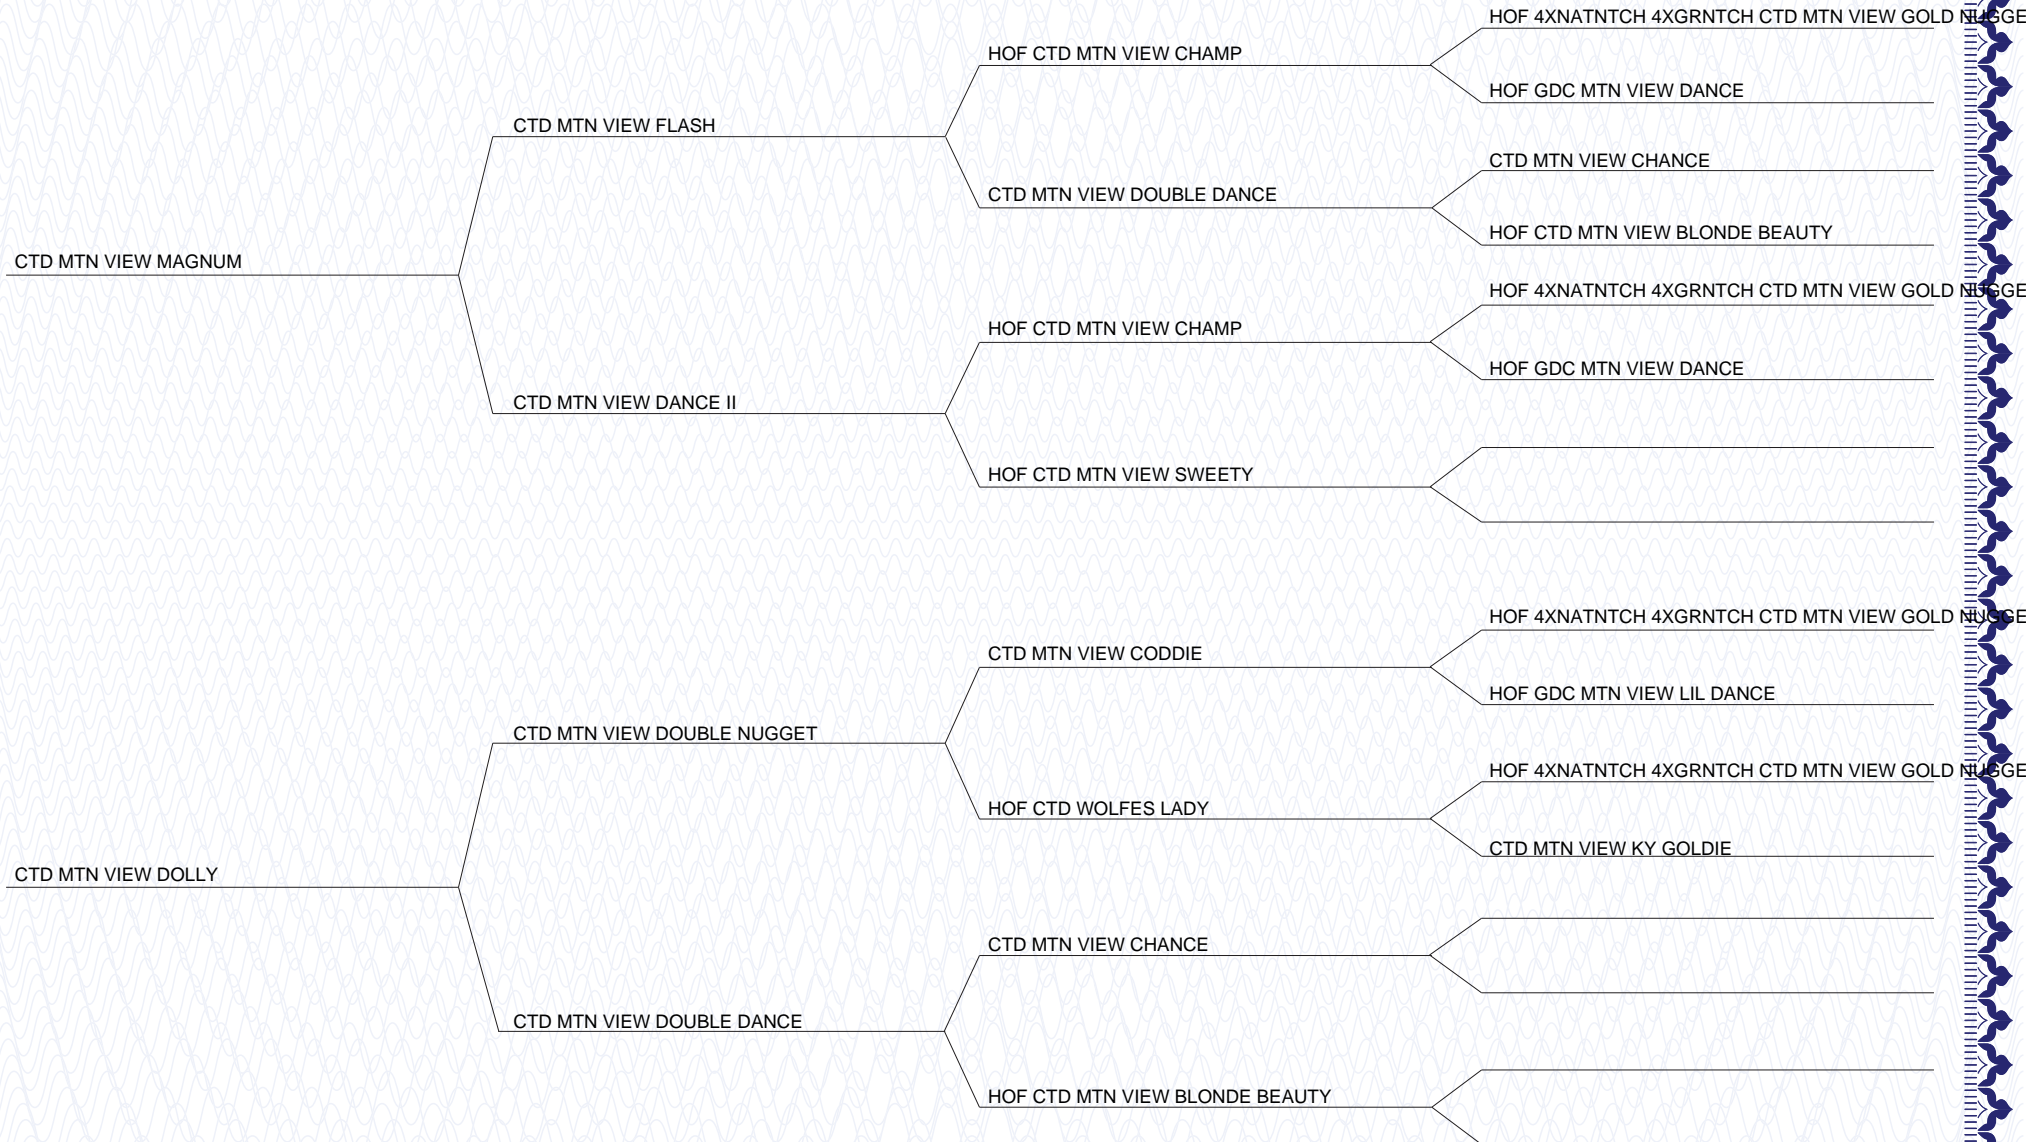 HOF 4XNATNTCH 4XGRNTCH CTD MTN VIEW GOLD NUGGE
HOF CTD MTN VIEW CHAMP
HOF GDC MTN VIEW DANCE
CTD MTN VIEW FLASH
CTD MTN VIEW CHANCE
CTD MTN VIEW DOUBLE DANCE
HOF CTD MTN VIEW BLONDE BEAUTY
CTD MTN VIEW MAGNUM
HOF 4XNATNTCH 4XGRNTCH CTD MTN VIEW GOLD NUGGE
HOF CTD MTN VIEW CHAMP
HOF GDC MTN VIEW DANCE
CTD MTN VIEW DANCE II
HOF CTD MTN VIEW SWEETY
HOF 4XNATNTCH 4XGRNTCH CTD MTN VIEW GOLD NUGGE
CTD MTN VIEW CODDIE
HOF GDC MTN VIEW LIL DANCE
CTD MTN VIEW DOUBLE NUGGET
HOF 4XNATNTCH 4XGRNTCH CTD MTN VIEW GOLD NUGGE
HOF CTD WOLFES LADY
CTD MTN VIEW KY GOLDIE
CTD MTN VIEW DOLLY
CTD MTN VIEW CHANCE
CTD MTN VIEW DOUBLE DANCE
HOF CTD MTN VIEW BLONDE BEAUTY